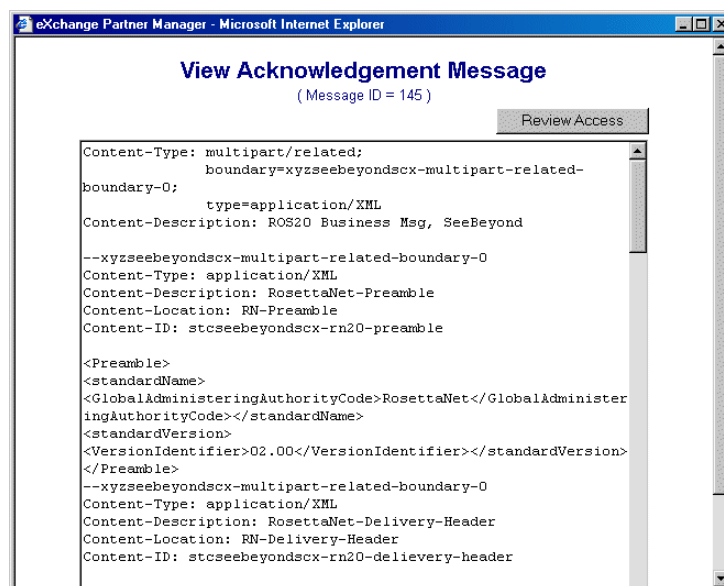 eXchange Partner Manager - Microsoft Internet Explorer
View Acknowledgement Message
( Message ID = 145 )
Review Access
Content-Type: multipart/related;
boundary=xyzseebeyondscx-multipart-related-
boundary-0;
type=application/XML
Content-Description: ROS20 Business Msg, SeeBeyond
--xyzseebeyondscx-multipart-related-boundary-0
Content-Type: application/XML
Content-Description: RosettaNet-Preamble
Content-Location: RN-Preamble
Content-ID: stcseebeyondscx-rn20-preamble
<Preamble>
<standardName>
<GlobalAdministeringAuthorityCode>RosettaNet</GlobalAdminister
ingAuthorityCode></standardName>
<standardVersion>
<VersionIdentifier>02.00</VersionIdentifier></standardVersion>
</Preamble>
--xyzseebeyondscx-multipart-related-boundary-0
Content-Type: application/XML
Content-Description: RosettaNet-Delivery-Header
Content-Location: RN-Delivery-Header
Content-ID: stcseebeyondscx-rn20-delievery-header